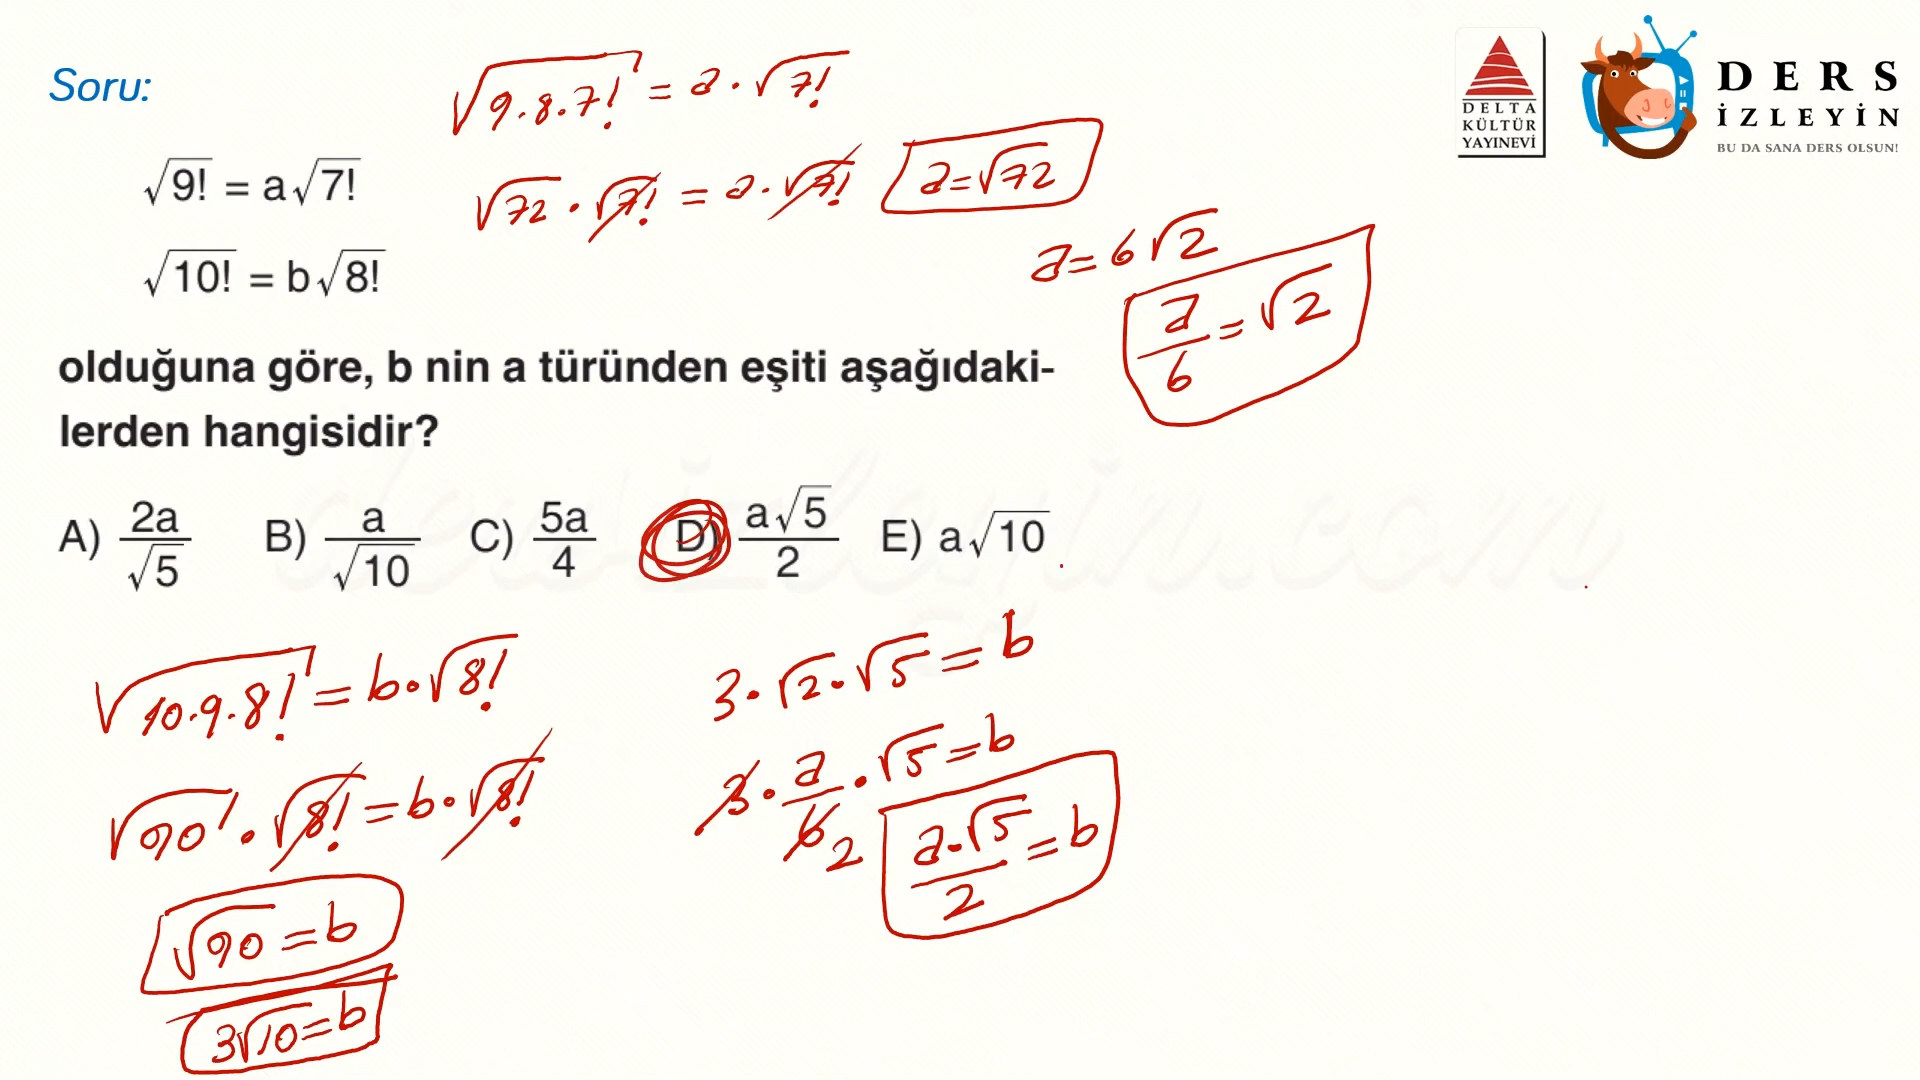 Soru:
√9! = a√7!
√10! = b√8!
olduğuna göre, b nin a türünden eşiti aşağıdaki-
lerden hangisidir?
A) 2a/√5 B) a/√10 C) 5a/4 D) a√5/2 E) a√10
√9.8.7! = a.√7!
√72 . √7! = a.√7!
a=√72
a=6√2
a/6=√2
√10.9.8! = b.√8!
√90 . √8! = b.√8!
√90 = b
3√10=b
3.√2.√5=b
3.a/6.√5=b
2
a.√5/2=b
DELTA
KÜLTÜR
YAYINEVİ
DERS
İZLEYİN
BU DA SANA DERS OLSUN!
dersizleyin.com